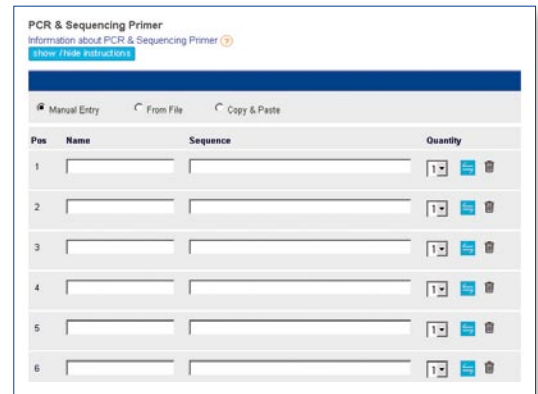 PCR & Sequencing Primer
Information about PCR & Sequencing Primer ?
show / hide instructions
Manual Entry From File Copy & Paste
Pos Name Sequence Quantity
1 1
2 1
3 1
4 1
5 1
6 1